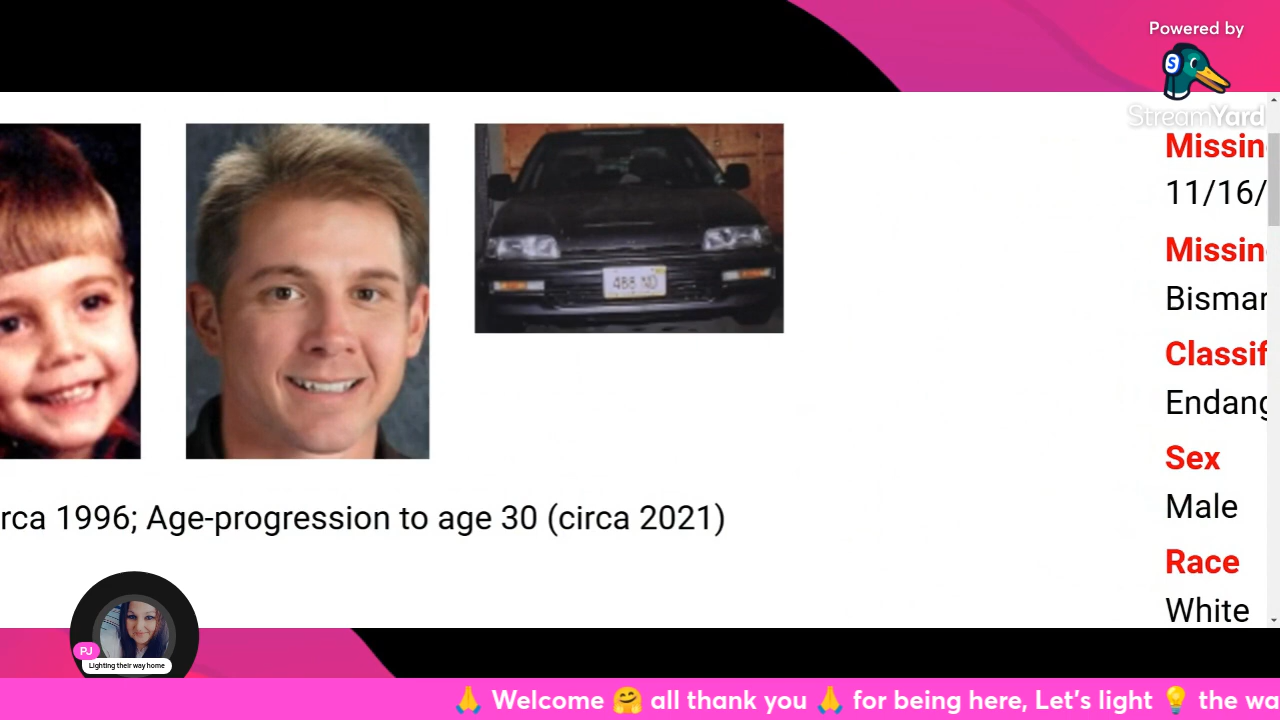 Powered by
StreamYard
Missin
11/16/
Missin
Bismar
Classif
Endang
Sex
Male
Race
White
488 ND
rca 1996; Age-progression to age 30 (circa 2021)
PJ
Lighting their way home
🙏 Welcome 🤗 all thank you 🙏 for being here, Let's light 💡 the wa